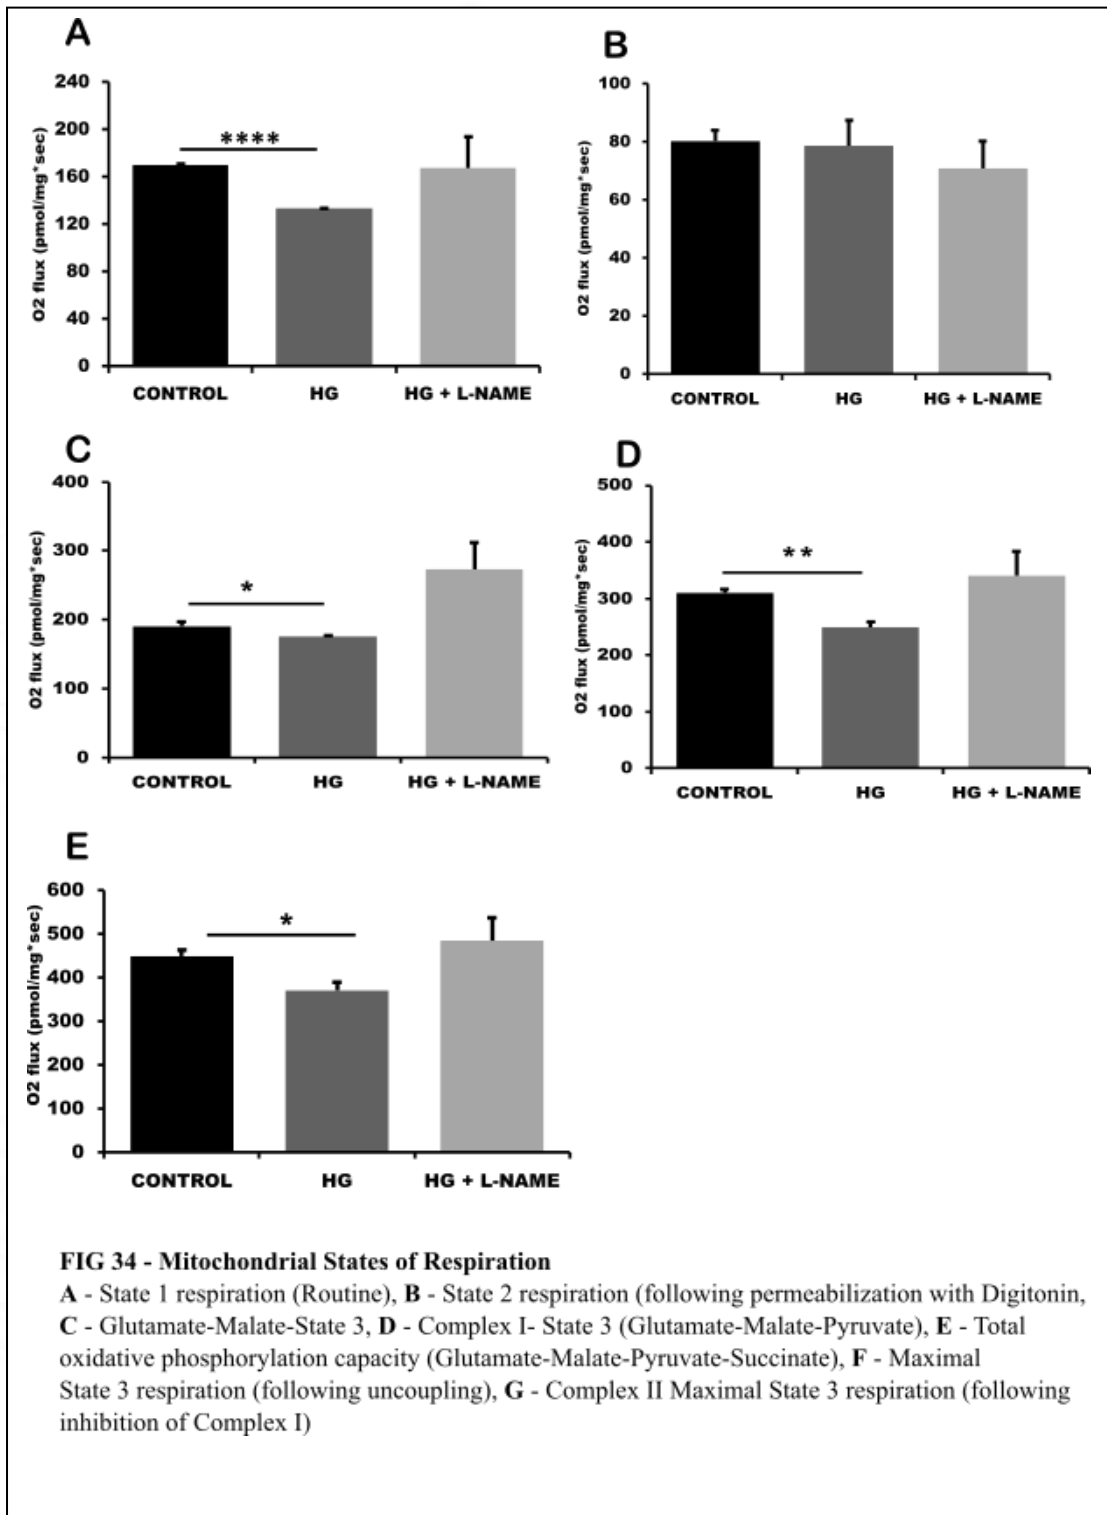 A
240
200
160
120
80
40
0
O2 flux (pmol/mg*sec)
****
CONTROL HG HG + L-NAME
B
100
80
60
40
20
0
O2 flux (pmol/mg*sec)
CONTROL HG HG + L-NAME
C
400
300
200
100
0
O2 flux (pmol/mg*sec)
*
CONTROL HG HG + L-NAME
D
500
400
300
200
100
0
O2 flux (pmol/mg*sec)
**
CONTROL HG HG + L-NAME
E
600
500
400
300
200
100
0
O2 flux (pmol/mg*sec)
*
CONTROL HG HG + L-NAME
FIG 34 - Mitochondrial States of Respiration
A - State 1 respiration (Routine), B - State 2 respiration (following permeabilization with Digitonin,
C - Glutamate-Malate-State 3, D - Complex I- State 3 (Glutamate-Malate-Pyruvate), E - Total
oxidative phosphorylation capacity (Glutamate-Malate-Pyruvate-Succinate), F - Maximal
State 3 respiration (following uncoupling), G - Complex II Maximal State 3 respiration (following
inhibition of Complex I)